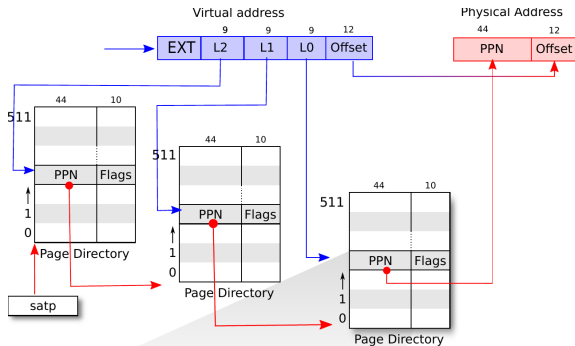 Virtual address
Physical Address
9 9 9 12
EXT L2 L1 L0 Offset
44 12
PPN Offset
44 10
511
PPN Flags
1
0
Page Directory
satp
44 10
511
PPN Flags
1
0
Page Directory
44 10
511
PPN Flags
1
0
Page Directory